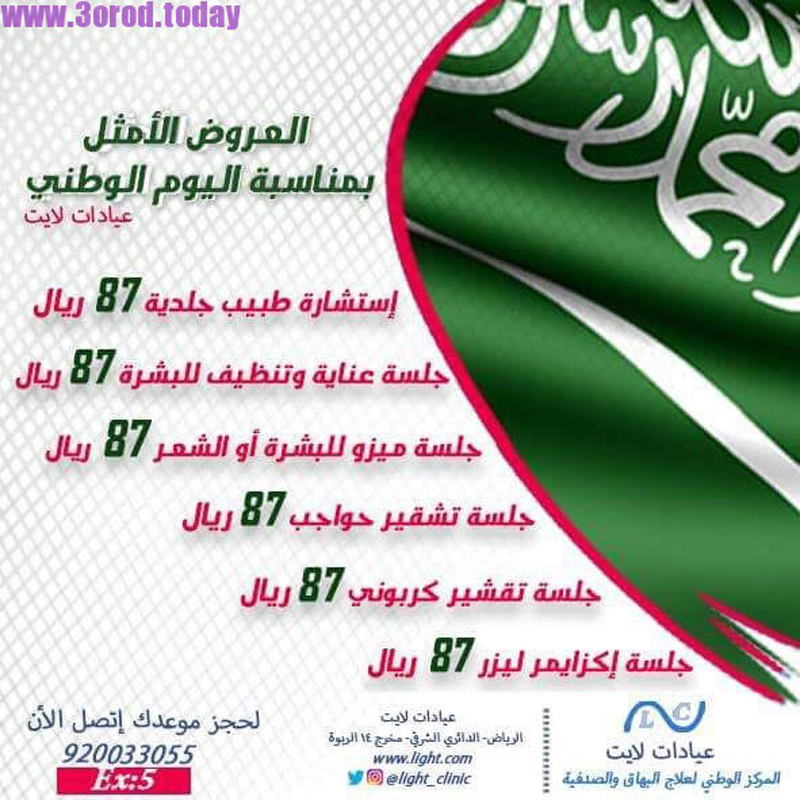 www.3orod.today
العروض الأمثل
بمناسبة اليوم الوطني
عيادات لايت
إستشارة طبيب جلدية 87 ريال
جلسة عناية وتنظيف للبشرة 87 ريال
جلسة ميزو للبشرة أو الشعر 87 ريال
جلسة تشقير حواجب 87 ريال
جلسة تقشير كربوني 87 ريال
جلسة إكزايمر ليزر 87 ريال
لحجز موعدك إتصل الأن
920033055
Ex:5
عيادات لايت
الرياض- الدائري الشرقي- مخرج ١٤ الربوة
www.light.com
@light_clinic
LC
عيادات لايت
المركز الوطني لعلاج البهاق والصدفية